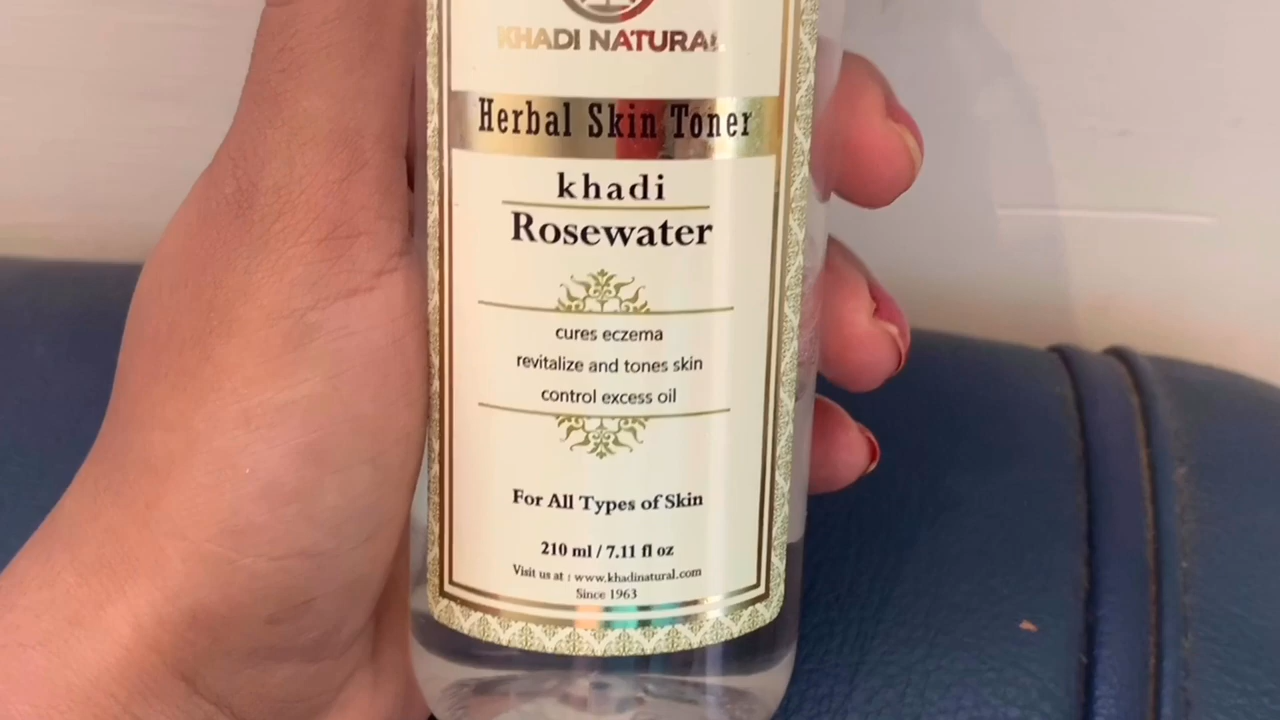 KHADI NATURAL
Herbal Skin Toner
khadi
Rosewater
cures eczema
revitalize and tones skin
control excess oil
For All Types of Skin
210 ml / 7.11 fl oz
Visit us at : www.khadinatural.com
Since 1963